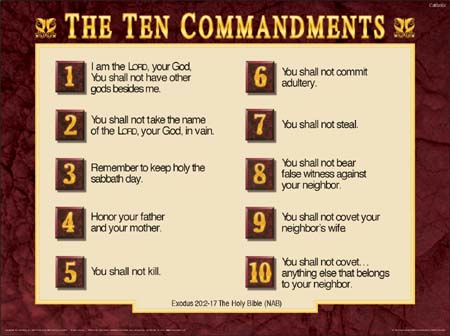 Catholic
THE TEN COMMANDMENTS
1
I am the LORD, your God,
You shall not have other
gods besides me.
2
You shall not take the name
of the LORD, your God, in vain.
3
Remember to keep holy the
sabbath day.
4
Honor your father
and your mother.
5
You shall not kill.
6
You shall not commit
adultery.
7
You shall not steal.
8
You shall not bear
false witness against
your neighbor.
9
You shall not covet your
neighbor's wife.
10
You shall not covet...
anything else that belongs
to your neighbor.
Exodus 20:2-17 The Holy Bible (NAB)